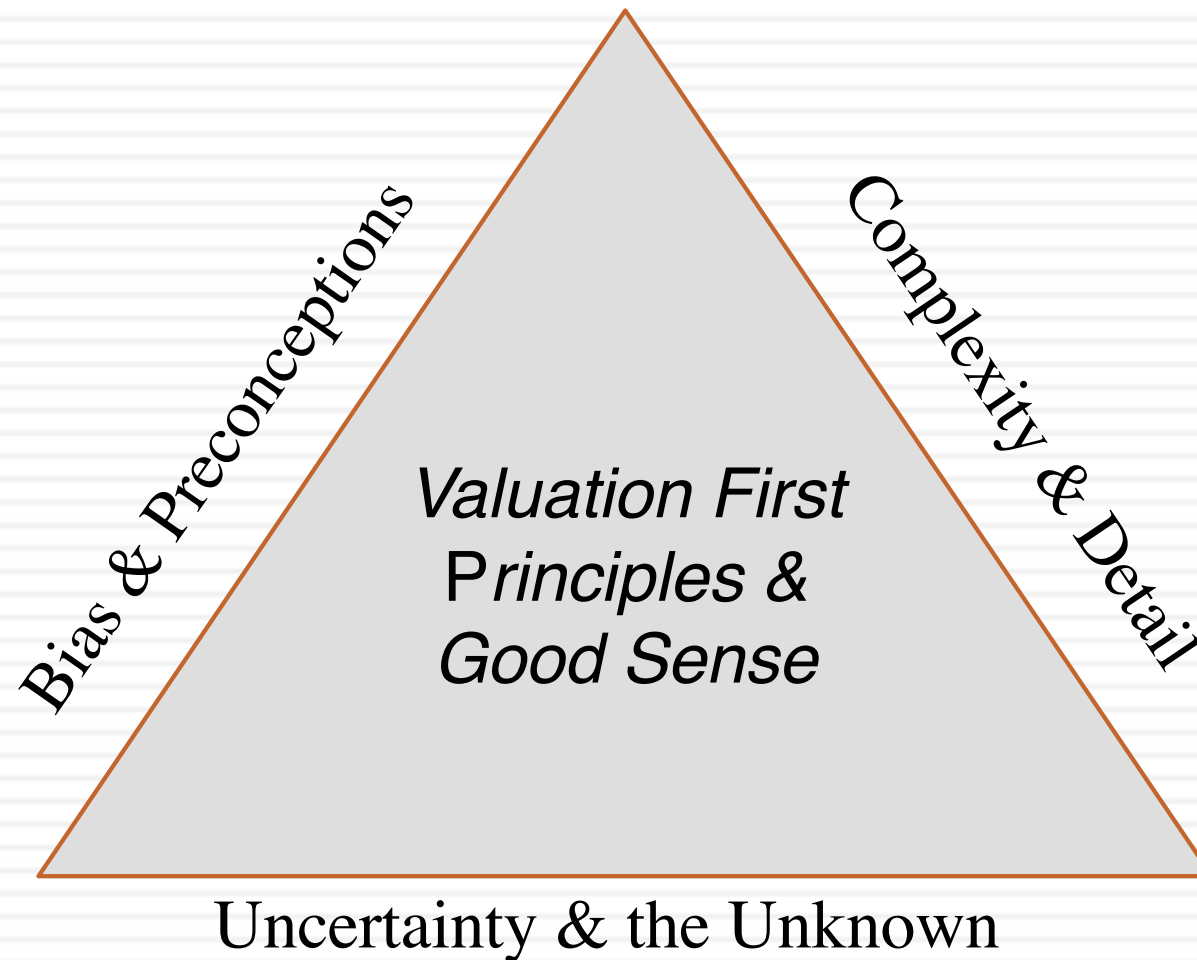 Bias & Preconceptions
Complexity & Detail
Valuation First
Principles &
Good Sense
Uncertainty & the Unknown